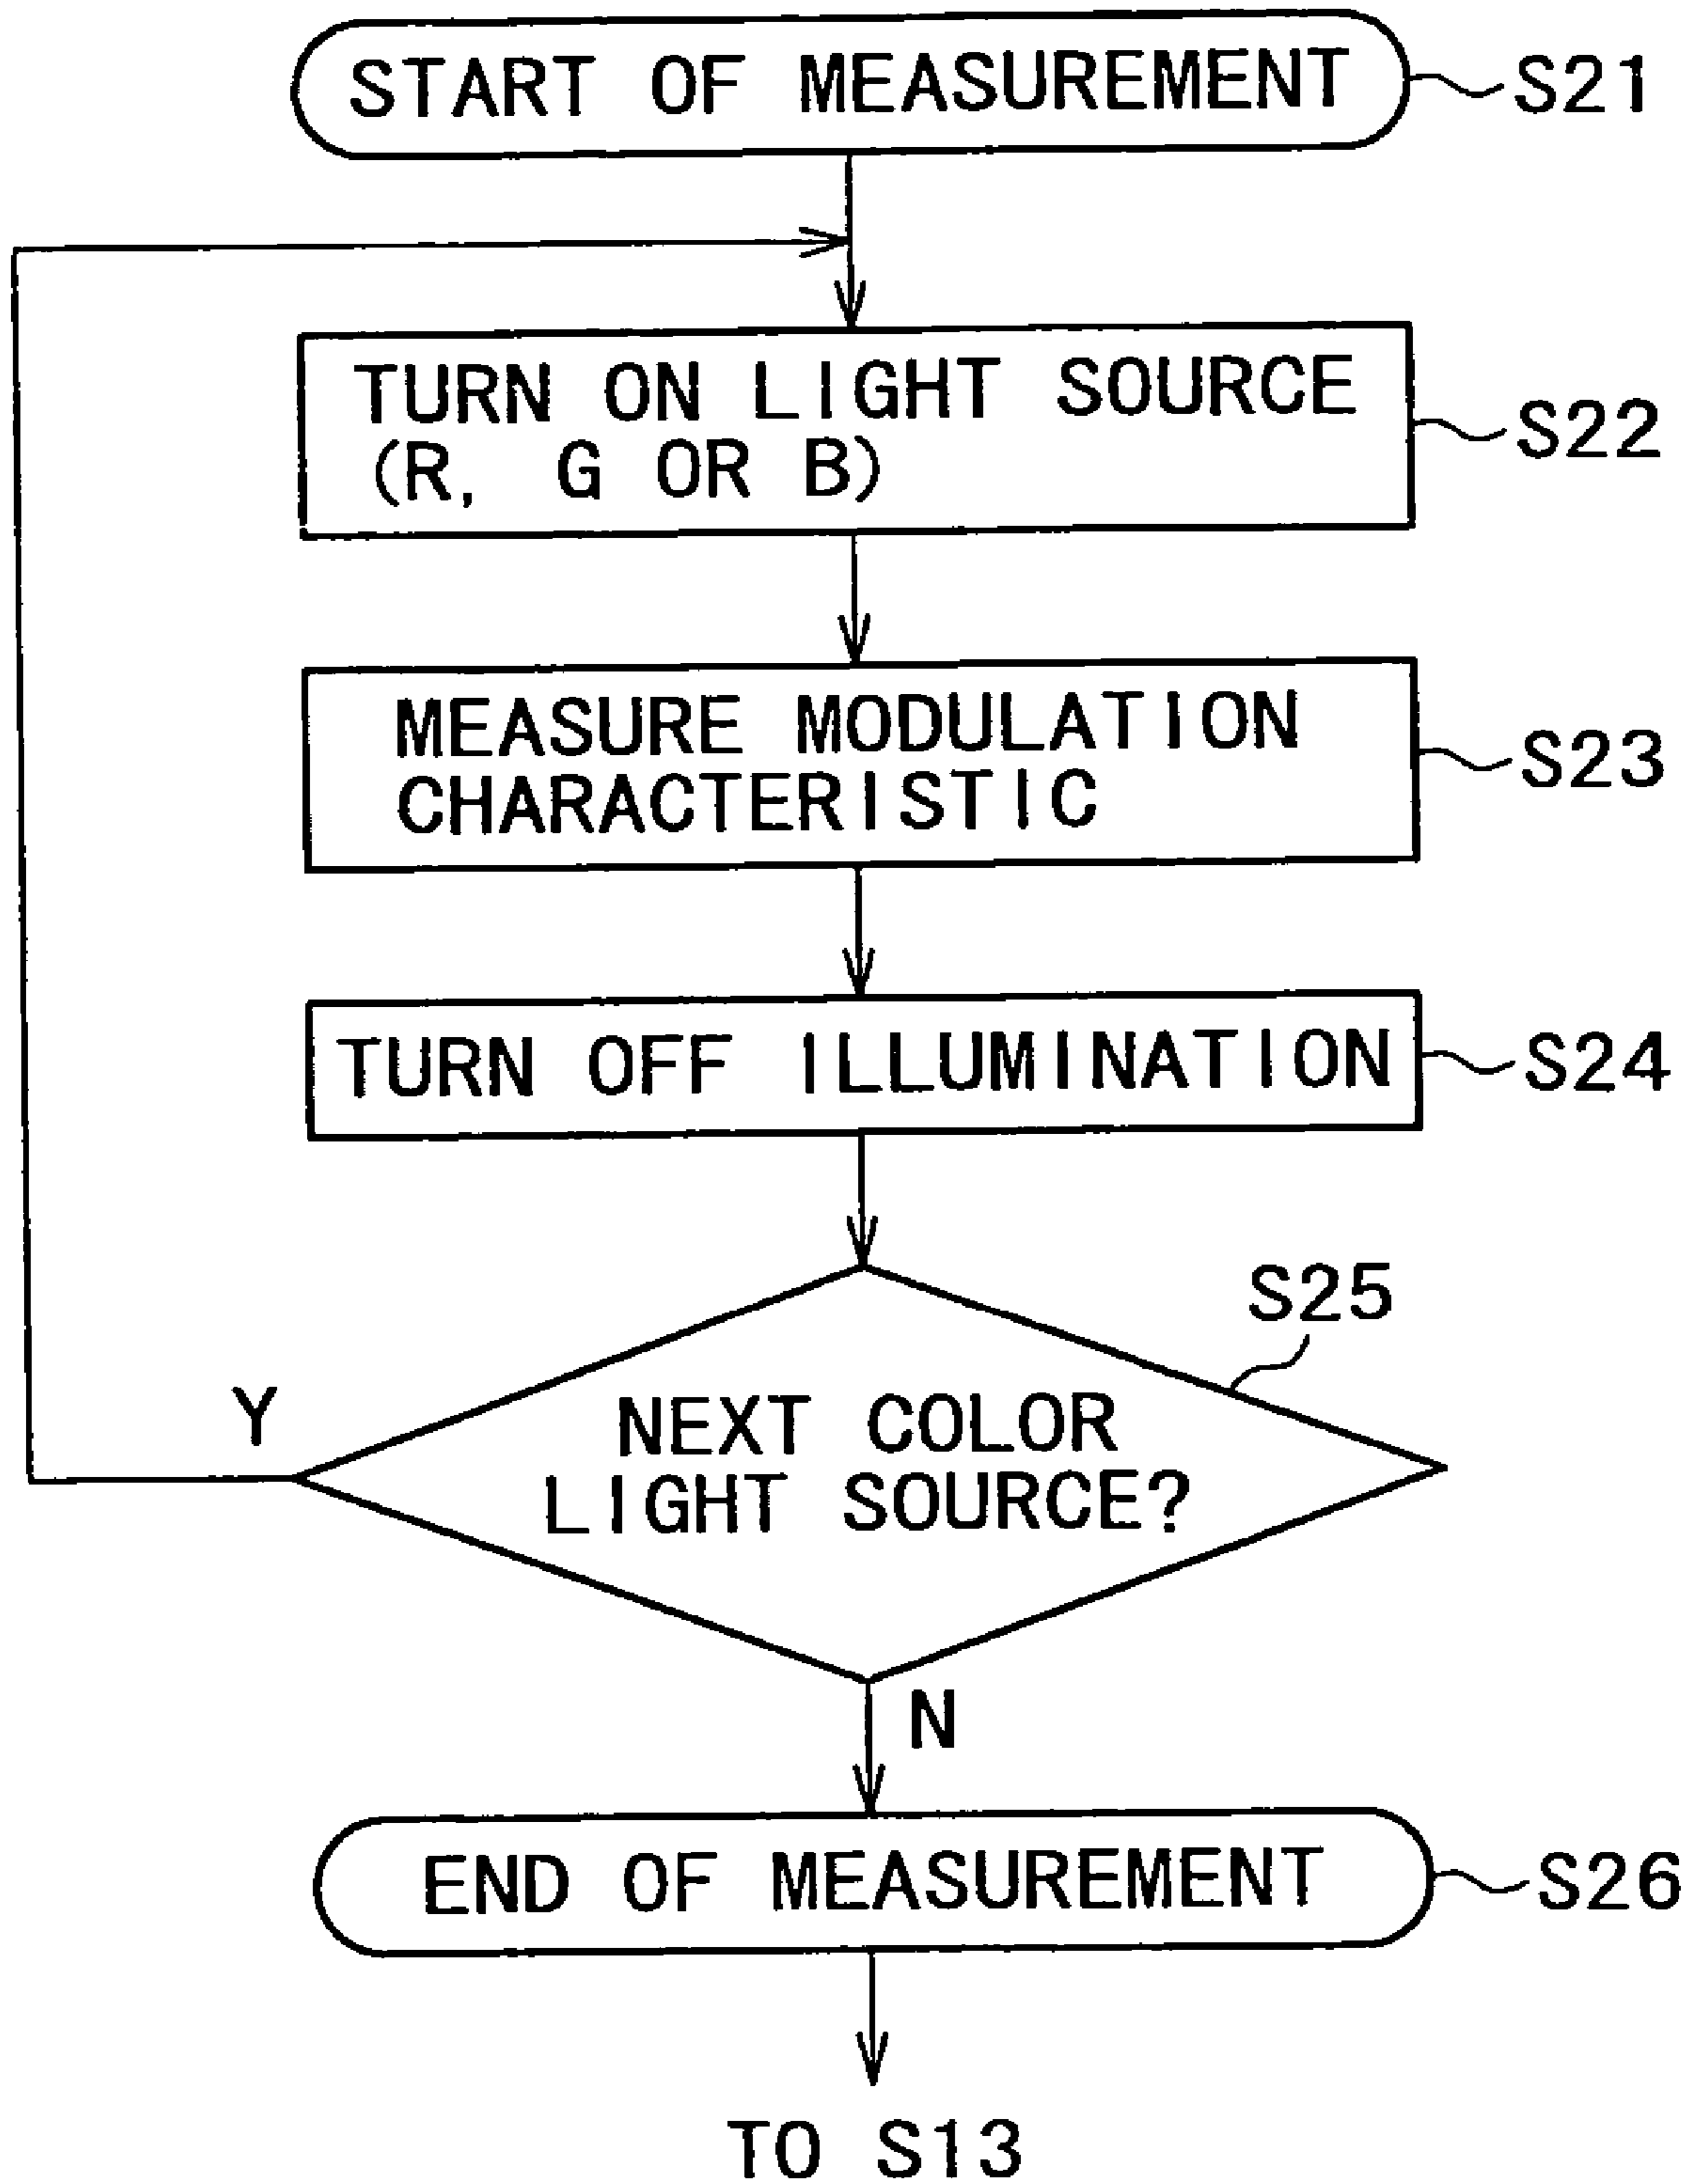 START OF MEASUREMENT
S21
TURN ON LIGHT SOURCE
(R, G OR B)
S22
MEASURE MODULATION
CHARACTERISTIC
S23
TURN OFF ILLUMINATION
S24
S25
NEXT COLOR
LIGHT SOURCE?
Y
N
END OF MEASUREMENT
S26
TO S13